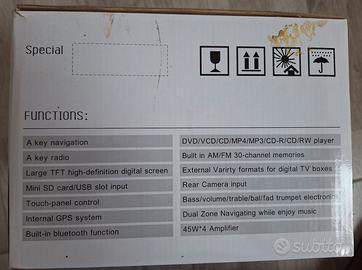 Special
FUNCTIONS:
A key navigation
A key radio
Large TFT high-definition digital screen
Mini SD card/USB slot input
Touch-panel control
Internal GPS system
Built-in bluetooth function
DVD/VCD/CD/MP4/MP3/CD-R/CD/RW player
Built in AM/FM 30-channel memories
External Varirty formats for digital TV boxes
Rear Camera input
Bass/volume/trable/bal/fad trumpet electronic
Dual Zone Navigating while enjoy music
45W*4 Amplifier
subito